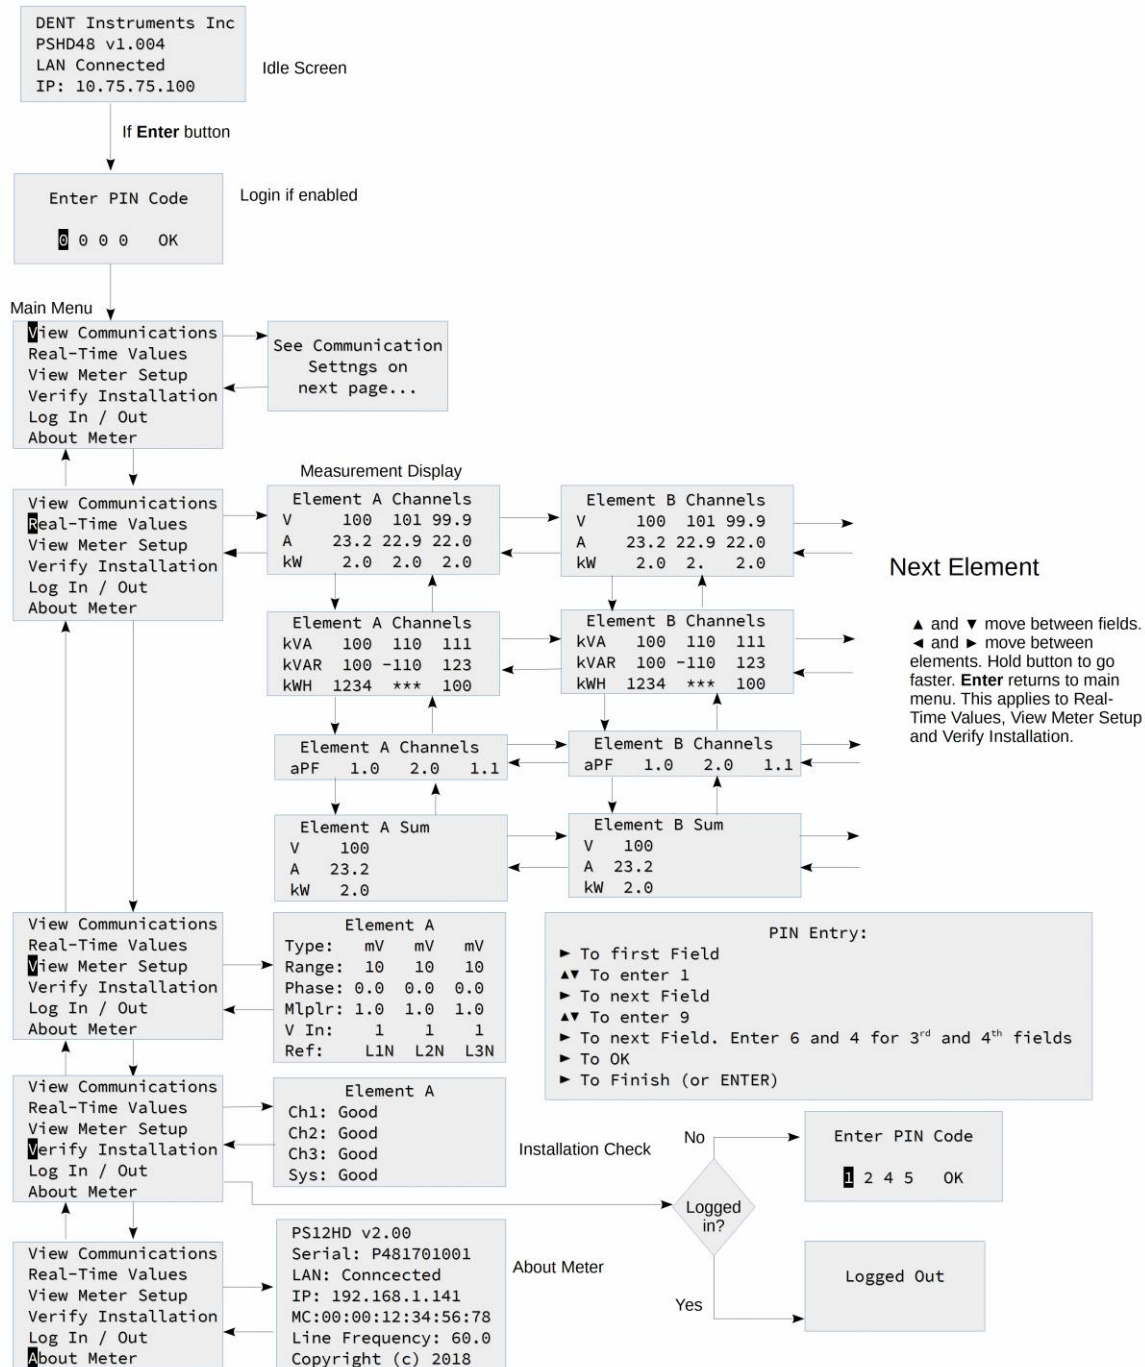 DENT Instruments Inc
PSHD48 v1.004
LAN Connected
IP: 10.75.75.100
Idle Screen
If Enter button
Enter PIN Code
0 0 0 0 OK
Login if enabled
Main Menu
View Communications
Real-Time Values
View Meter Setup
Verify Installation
Log In / Out
About Meter
See Communication
Settngs on
next page...
Measurement Display
View Communications
Real-Time Values
View Meter Setup
Verify Installation
Log In / Out
About Meter
Element A Channels
V 100 101 99.9
A 23.2 22.9 22.0
kW 2.0 2.0 2.0
Element B Channels
V 100 101 99.9
A 23.2 22.9 22.0
kW 2.0 2. 2.0
Next Element
▲ and ▼ move between fields.
◄ and ► move between
elements. Hold button to go
faster. Enter returns to main
menu. This applies to Real-
Time Values, View Meter Setup
and Verify Installation.
Element A Channels
kVA 100 110 111
kVAR 100 -110 123
kWH 1234 *** 100
Element B Channels
kVA 100 110 111
kVAR 100 -110 123
kWH 1234 *** 100
Element A Channels
aPF 1.0 2.0 1.1
Element B Channels
aPF 1.0 2.0 1.1
Element A Sum
V 100
A 23.2
kW 2.0
Element B Sum
V 100
A 23.2
kW 2.0
View Communications
Real-Time Values
View Meter Setup
Verify Installation
Log In / Out
About Meter
Element A
Type: mV mV mV
Range: 10 10 10
Phase: 0.0 0.0 0.0
Mlplr: 1.0 1.0 1.0
V In: 1 1 1
Ref: L1N L2N L3N
PIN Entry:
► To first Field
▲▼ To enter 1
► To next Field
▲▼ To enter 9
► To next Field. Enter 6 and 4 for 3rd and 4th fields
► To OK
► To Finish (or ENTER)
View Communications
Real-Time Values
View Meter Setup
Verify Installation
Log In / Out
About Meter
Element A
Ch1: Good
Ch2: Good
Ch3: Good
Sys: Good
Installation Check
No
Logged
in?
Yes
Enter PIN Code
1 2 4 5 OK
Logged Out
View Communications
Real-Time Values
View Meter Setup
Verify Installation
Log In / Out
About Meter
PS12HD v2.00
Serial: P481701001
LAN: Conncected
IP: 192.168.1.141
MC:00:00:12:34:56:78
Line Frequency: 60.0
Copyright (c) 2018
About Meter